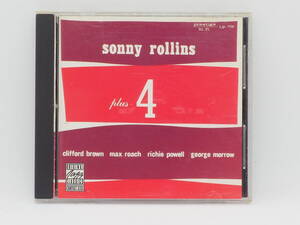 sonny rollins
plus 4
clifford brown max roach richie powell george morrow